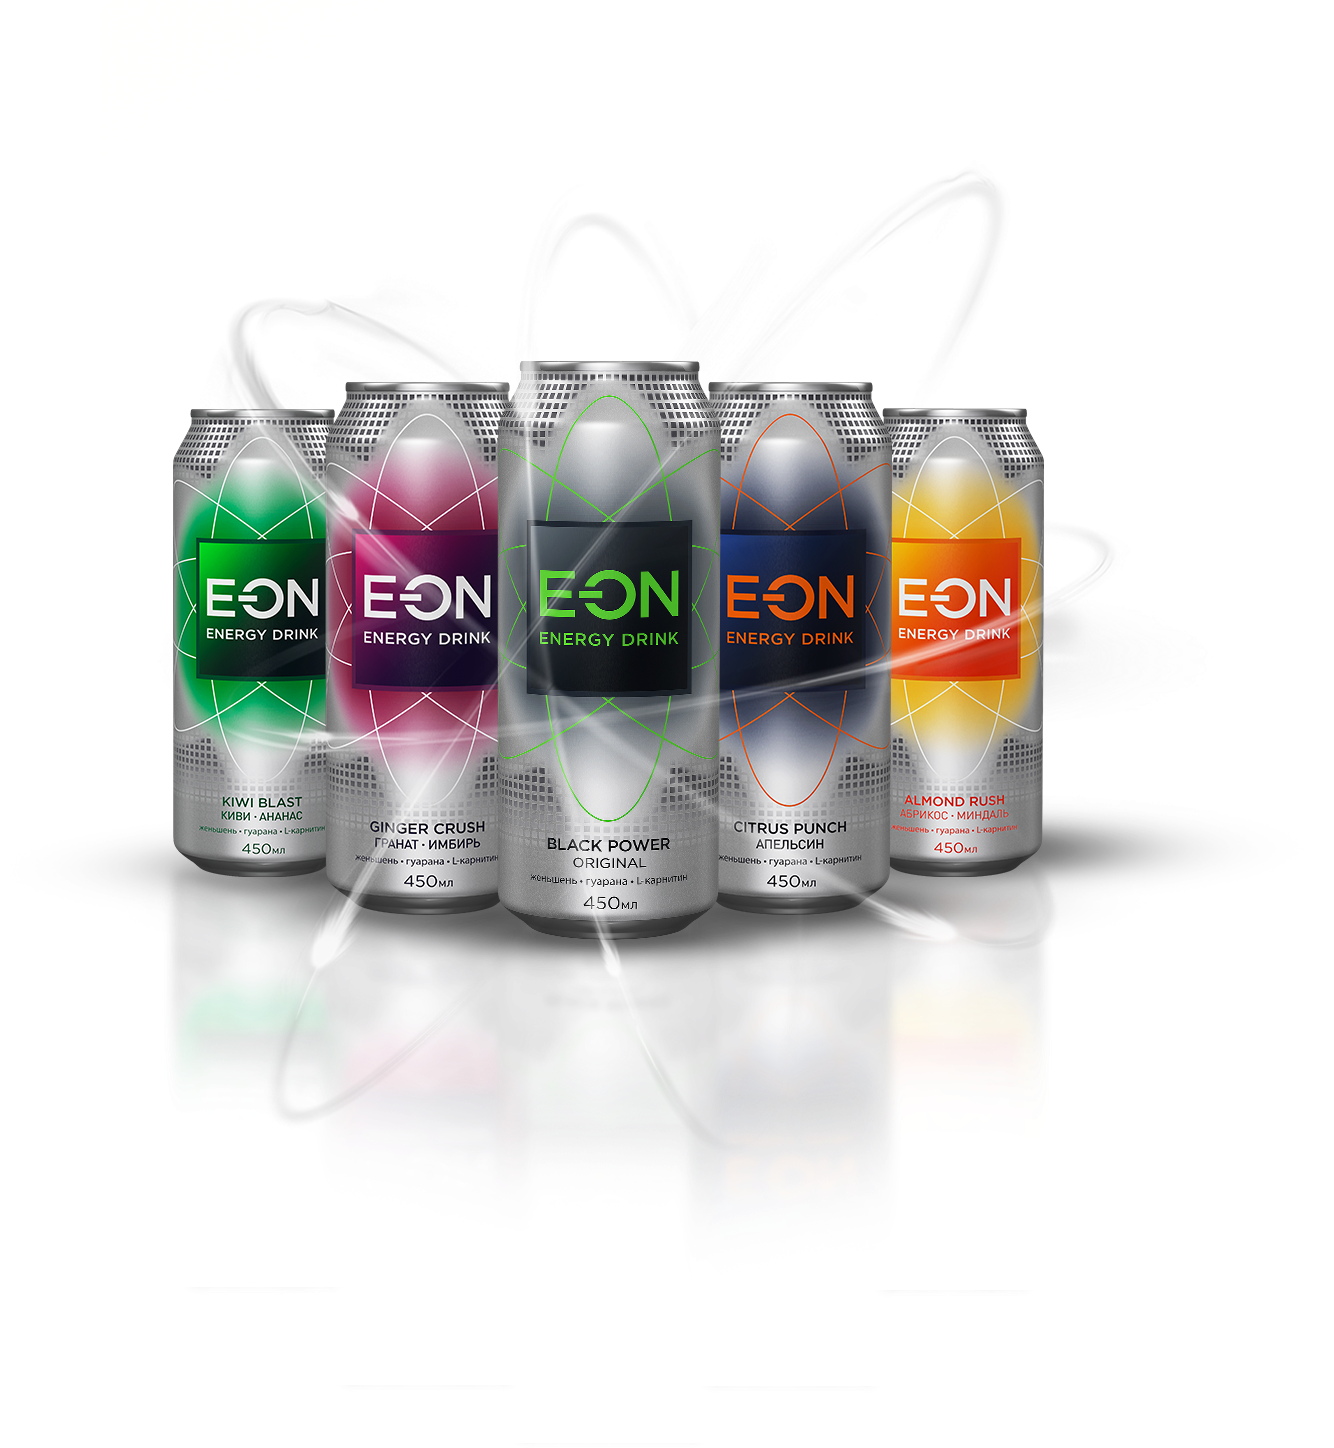 E-ON
ENERGY DRINK
KIWI BLAST
КИВИ · АНАНАС
женьшень • гуарана • L-карнитин
450мл
E-ON
ENERGY DRINK
GINGER CRUSH
ГРАНАТ · ИМБИРЬ
женьшень • гуарана • L-карнитин
450мл
E-ON
ENERGY DRINK
BLACK POWER
ORIGINAL
женьшень • гуарана • L-карнитин
450мл
E-ON
ENERGY DRINK
CITRUS PUNCH
АПЕЛЬСИН
женьшень • гуарана • L-карнитин
450мл
E-ON
ENERGY DRINK
ALMOND RUSH
АБРИКОС · МИНДАЛЬ
женьшень • гуарана • L-карнитин
450мл